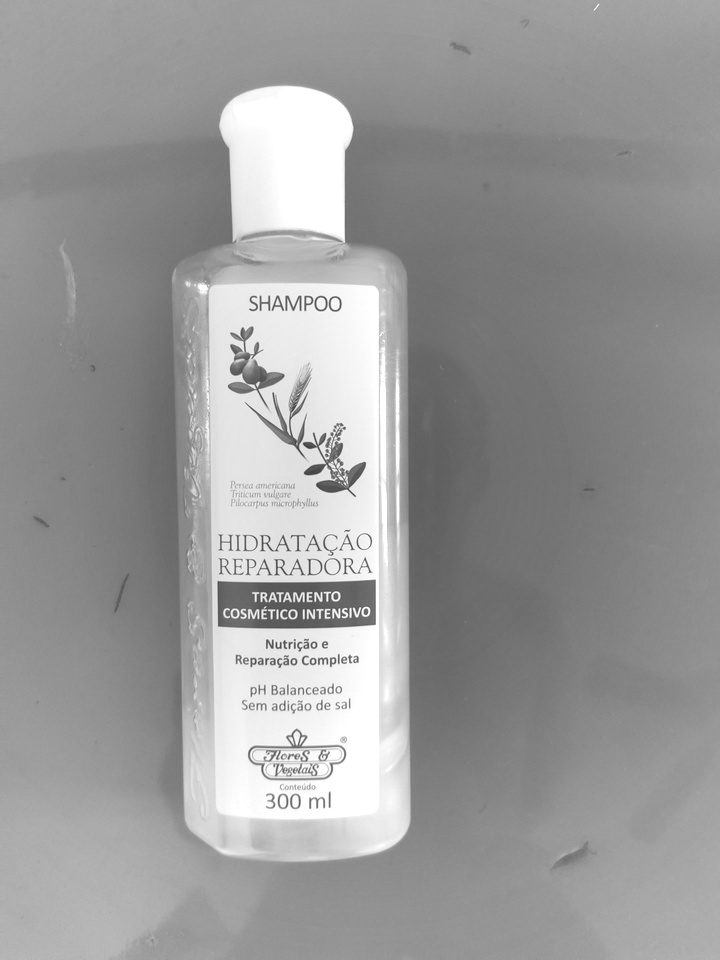 SHAMPOO
Persea americana
Triticum vulgare
Pilocarpus microphyllus
HIDRATAÇÃO
REPARADORA
TRATAMENTO
COSMÉTICO INTENSIVO
Nutrição e
Reparação Completa
pH Balanceado
Sem adição de sal
Flores &
Vegetais
®
Conteúdo
300 ml